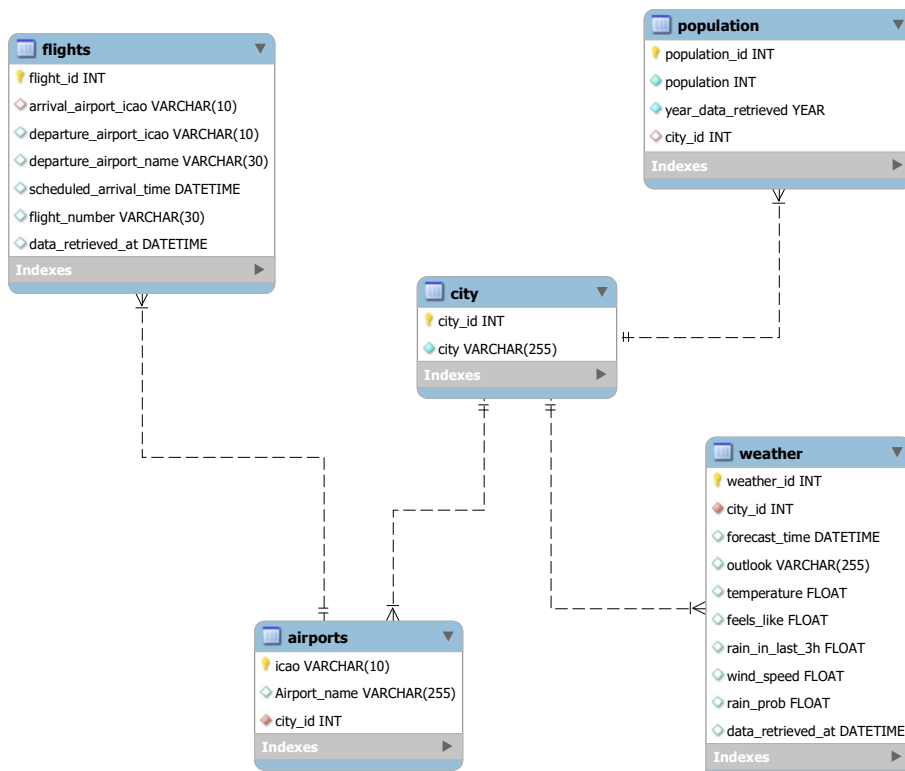 flights
flight_id INT
arrival_airport_icao VARCHAR(10)
departure_airport_icao VARCHAR(10)
departure_airport_name VARCHAR(30)
scheduled_arrival_time DATETIME
flight_number VARCHAR(30)
data_retrieved_at DATETIME
Indexes
population
population_id INT
population INT
year_data_retrieved YEAR
city_id INT
Indexes
city
city_id INT
city VARCHAR(255)
Indexes
airports
icao VARCHAR(10)
Airport_name VARCHAR(255)
city_id INT
Indexes
weather
weather_id INT
city_id INT
forecast_time DATETIME
outlook VARCHAR(255)
temperature FLOAT
feels_like FLOAT
rain_in_last_3h FLOAT
wind_speed FLOAT
rain_prob FLOAT
data_retrieved_at DATETIME
Indexes